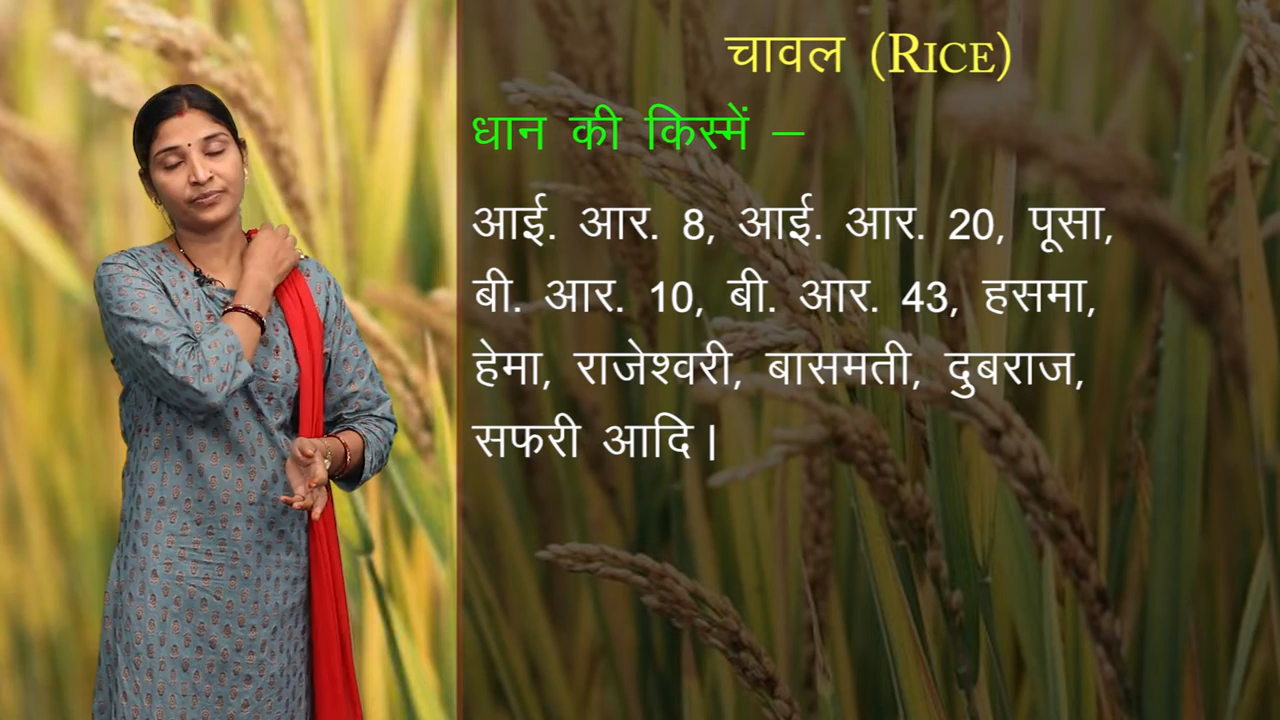 चावल (RICE)
धान की किस्में –
आई. आर. 8, आई. आर. 20, पूसा,
बी. आर. 10, बी. आर. 43, हसमा,
हेमा, राजेश्वरी, बासमती, दुबराज,
सफरी आदि।